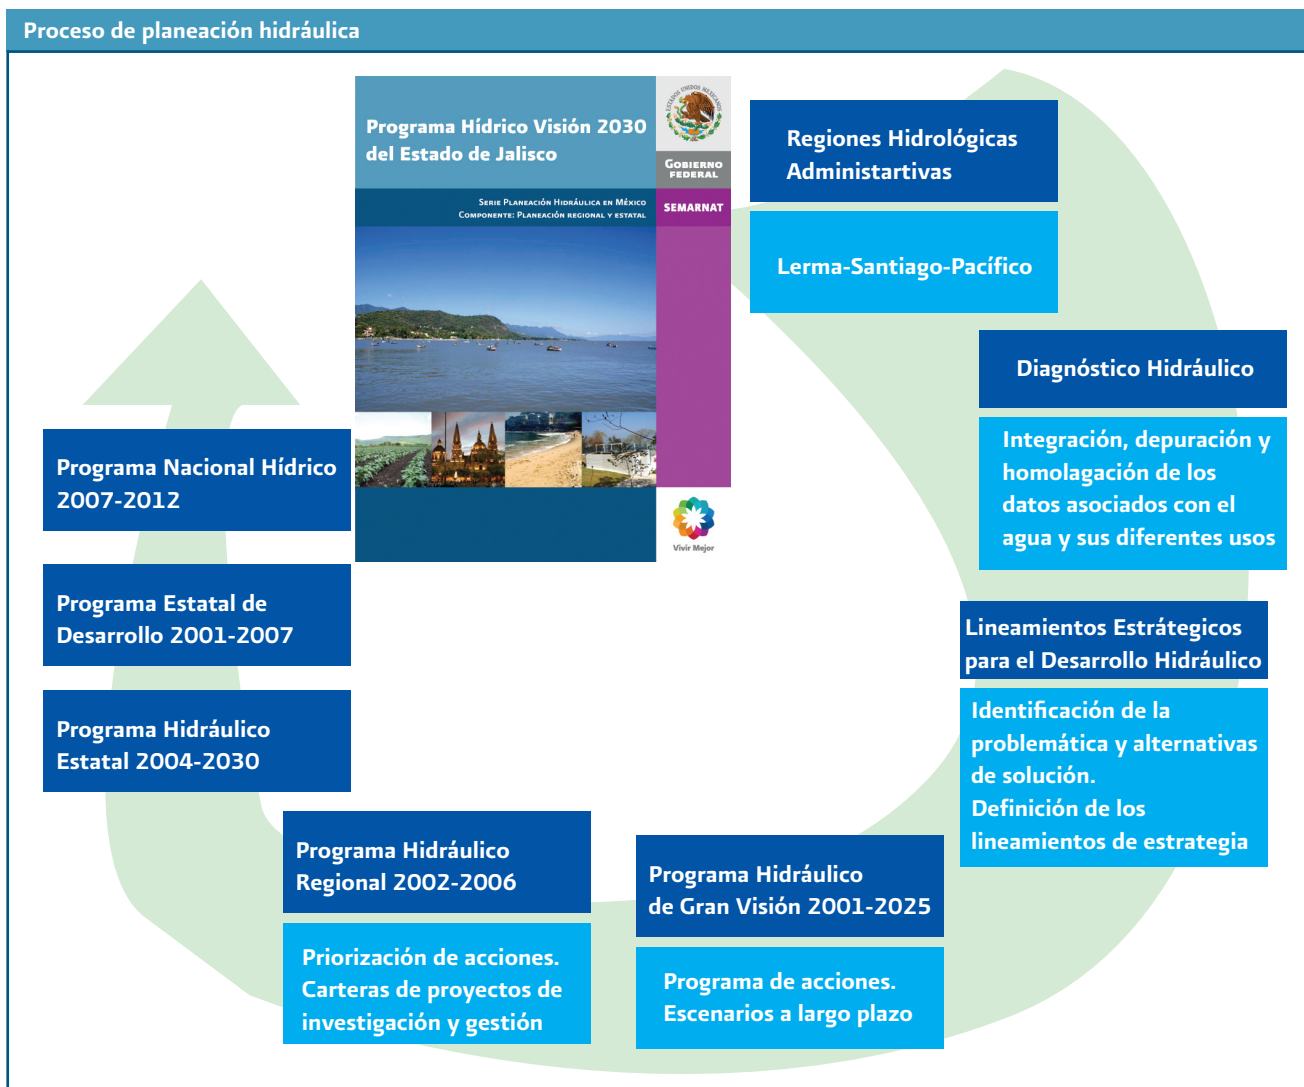 Proceso de planeación hidráulica
Programa Hídrico Visión 2030
del Estado de Jalisco
ESTADOS UNIDOS MEXICANOS
GOBIERNO
FEDERAL
SERIE PLANEACIÓN HIDRÁULICA EN MÉXICO
COMPONENTE: PLANEACIÓN REGIONAL Y ESTATAL
SEMARNAT
Vivir Mejor
Regiones Hidrológicas
Administartivas
Lerma-Santiago-Pacífico
Diagnóstico Hidráulico
Integración, depuración y
homolagación de los
datos asociados con el
agua y sus diferentes usos
Lineamientos Estrátegicos
para el Desarrollo Hidráulico
Identificación de la
problemática y alternativas
de solución.
Definición de los
lineamientos de estrategia
Programa Hidráulico
de Gran Visión 2001-2025
Programa de acciones.
Escenarios a largo plazo
Programa Hidráulico
Regional 2002-2006
Priorización de acciones.
Carteras de proyectos de
investigación y gestión
Programa Hidráulico
Estatal 2004-2030
Programa Estatal de
Desarrollo 2001-2007
Programa Nacional Hídrico
2007-2012